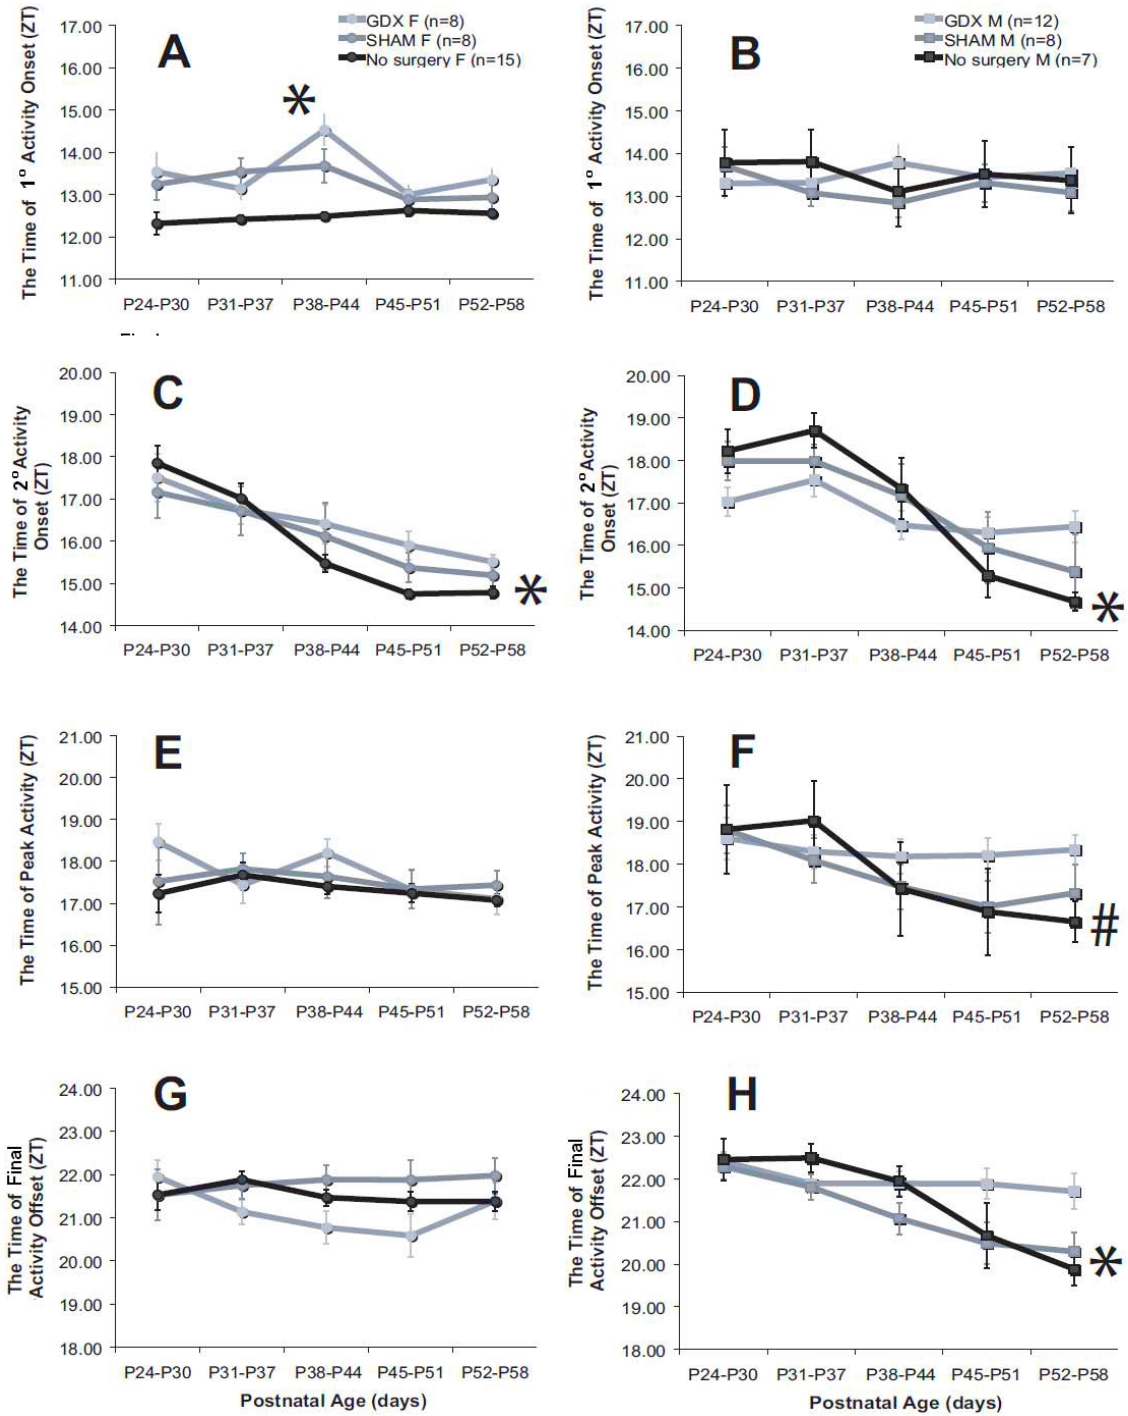 The Time of 1° Activity Onset (ZT)
17.00
16.00
15.00
14.00
13.00
12.00
11.00
A
*
GDX F (n=8)
SHAM F (n=8)
No surgery F (n=15)
P24-P30 P31-P37 P38-P44 P45-P51 P52-P58
The Time of 1° Activity Onset (ZT)
17.00
16.00
15.00
14.00
13.00
12.00
11.00
B
GDX M (n=12)
SHAM M (n=8)
No surgery M (n=7)
P24-P30 P31-P37 P38-P44 P45-P51 P52-P58
The Time of 2° Activity
Onset (ZT)
20.00
19.00
18.00
17.00
16.00
15.00
14.00
C
*
P24-P30 P31-P37 P38-P44 P45-P51 P52-P58
The Time of 2° Activity
Onset (ZT)
20.00
19.00
18.00
17.00
16.00
15.00
14.00
D
*
P24-P30 P31-P37 P38-P44 P45-P51 P52-P58
The Time of Peak Activity (ZT)
21.00
20.00
19.00
18.00
17.00
16.00
15.00
E
P24-P30 P31-P37 P38-P44 P45-P51 P52-P58
The Time of Peak Activity (ZT)
21.00
20.00
19.00
18.00
17.00
16.00
15.00
F
#
P24-P30 P31-P37 P38-P44 P45-P51 P52-P58
The Time of Final
Activity Offset (ZT)
24.00
23.00
22.00
21.00
20.00
19.00
18.00
G
P24-P30 P31-P37 P38-P44 P45-P51 P52-P58
Postnatal Age (days)
The Time of Final
Activity Offset (ZT)
24.00
23.00
22.00
21.00
20.00
19.00
18.00
H
*
P24-P30 P31-P37 P38-P44 P45-P51 P52-P58
Postnatal Age (days)